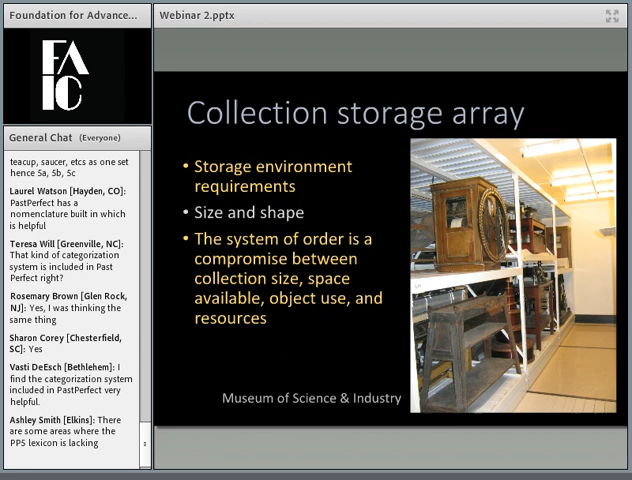 Foundation for Advance...
FA
IC
General Chat (Everyone)
teacup, saucer, etcs as one set
hence 5a, 5b, 5c
Laurel Watson [Hayden, CO]:
PastPerfect has a
nomenclature built in which
is helpful
Teresa Will [Greenville, NC]:
That kind of categorization
system is included in Past
Perfect right?
Rosemary Brown [Glen Rock,
NJ]: Yes, I was thinking the
same thing
Sharon Corey [Chesterfield,
SC]: Yes
Vasti DeEsch [Bethlehem]: I
find the categorization system
included in PastPerfect very
helpful.
Ashley Smith [Elkins]: There
are some areas where the
PP5 lexicon is lacking
Webinar 2.pptx
Collection storage array
• Storage environment
requirements
• Size and shape
• The system of order is a
compromise between
collection size, space
available, object use, and
resources
Museum of Science & Industry